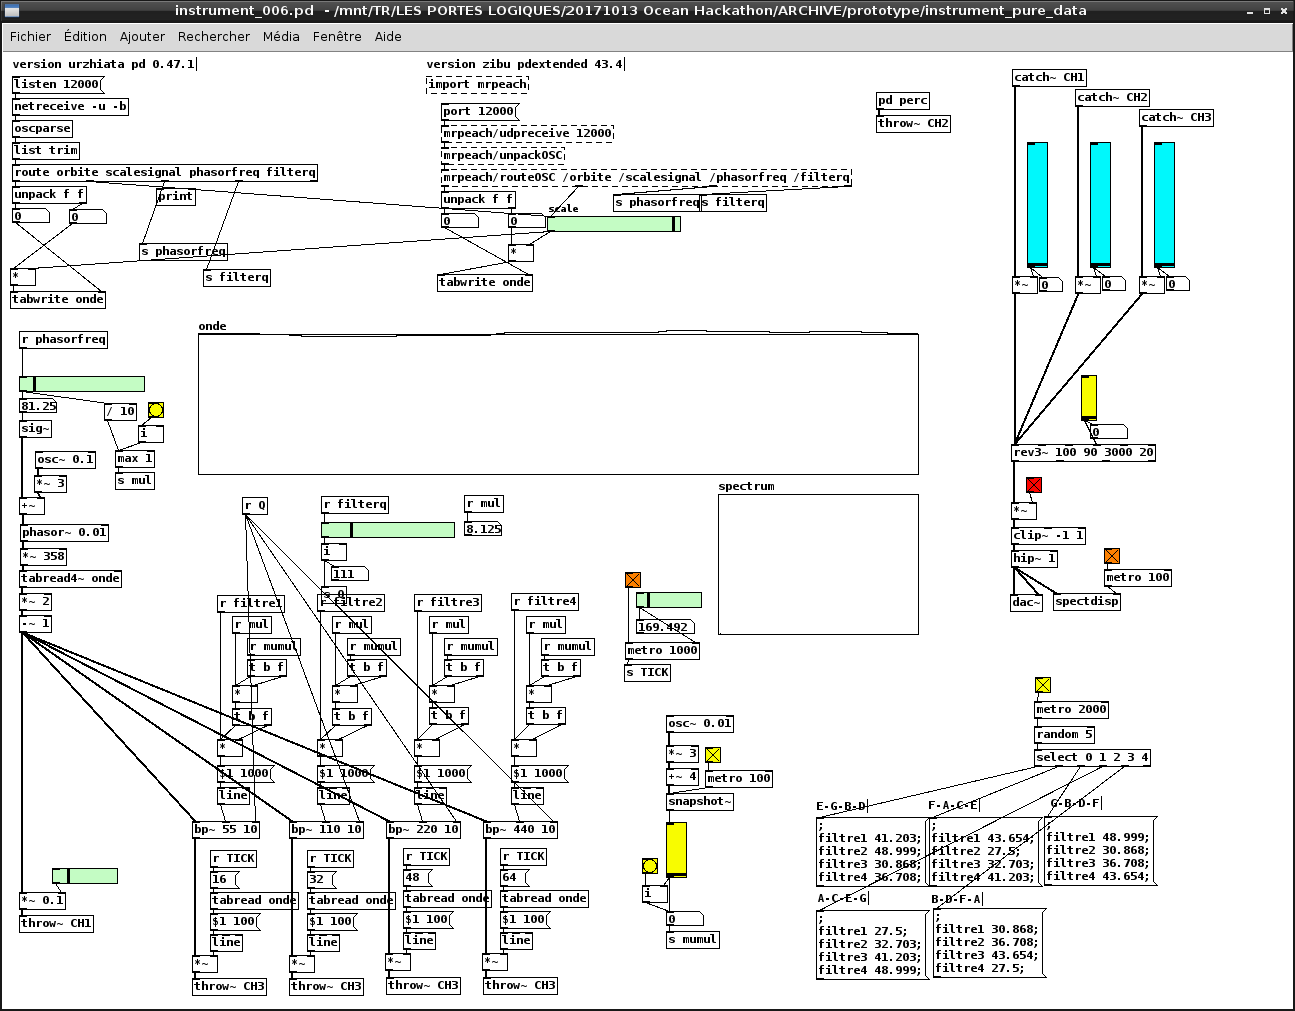 instrument_006.pd - /mnt/TR/LES PORTES LOGIQUES/20171013 Ocean Hackathon/ARCHIVE/prototype/instrument_pure_data
Fichier Édition Ajouter Rechercher Média Fenêtre Aide
version urzhiata pd 0.47.1
listen 12000
netreceive -u -b
oscparse
list trim
route orbite scalesignal phasorfreq filterq
unpack f f
print
0 0
s phasorfreq
s filterq
*
tabwrite onde
version zibu pdextended 43.4
import mrpeach
port 12000
mrpeach/udpreceive 12000
mrpeach/unpackOSC
mrpeach/routeOSC /orbite /scalesignal /phasorfreq /filterq
unpack f f
s phasorfreq
s filterq
scale
0 0
*
tabwrite onde
pd perc
throw~ CH2
catch~ CH1
catch~ CH2
catch~ CH3
*~ 0 *~ 0 *~ 0
0
rev3~ 100 90 3000 20
*~
clip~ -1 1
hip~ 1
metro 100
dac~
spectdisp
r phasorfreq
81.25
/ 10
sig~
i
osc~ 0.1
max 1
*~ 3
s mul
+~
phasor~ 0.01
*~ 358
tabread4~ onde
*~ 2
-~ 1
*~ 0.1
throw~ CH1
onde
spectrum
r Q
r filterq
r mul
8.125
i
111
s Q
r filtre1 r filtre2 r filtre3 r filtre4
r mul r mul r mul r mul
r mumul r mumul r mumul r mumul
t b f t b f t b f t b f
* * * *
t b f t b f t b f t b f
* * * *
$1 1000 $1 1000 $1 1000 $1 1000
line line line line
bp~ 55 10 bp~ 110 10 bp~ 220 10 bp~ 440 10
r TICK r TICK r TICK r TICK
16 32 48 64
tabread onde tabread onde tabread onde tabread onde
$1 100 $1 100 $1 100 $1 100
line line line line
*~ *~ *~ *~
throw~ CH3 throw~ CH3 throw~ CH3 throw~ CH3
169.492
metro 1000
s TICK
osc~ 0.01
*~ 3
+~ 4
metro 100
snapshot~
i
0
s mumul
metro 2000
random 5
select 0 1 2 3 4
E-G-B-D
;
filtre1 41.203;
filtre2 48.999;
filtre3 30.868;
filtre4 36.708;
F-A-C-E
;
filtre1 43.654;
filtre2 27.5;
filtre3 32.703;
filtre4 41.203;
G-B-D-F
;
filtre1 48.999;
filtre2 30.868;
filtre3 36.708;
filtre4 43.654;
A-C-E-G
;
filtre1 27.5;
filtre2 32.703;
filtre3 41.203;
filtre4 48.999;
B-D-F-A
;
filtre1 30.868;
filtre2 36.708;
filtre3 43.654;
filtre4 27.5;